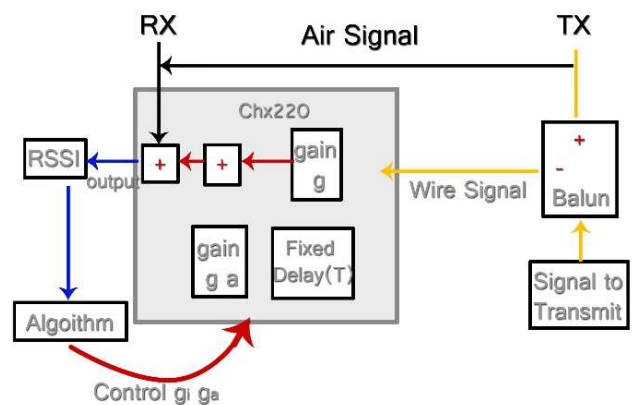 RX
TX
Air Signal
Chx220
RSSI
output
+
+
gain
g
Wire Signal
+
-
Balun
gain
g a
Fixed
Delay(T)
Signal to
Transmit
Algoithm
Control gi ga